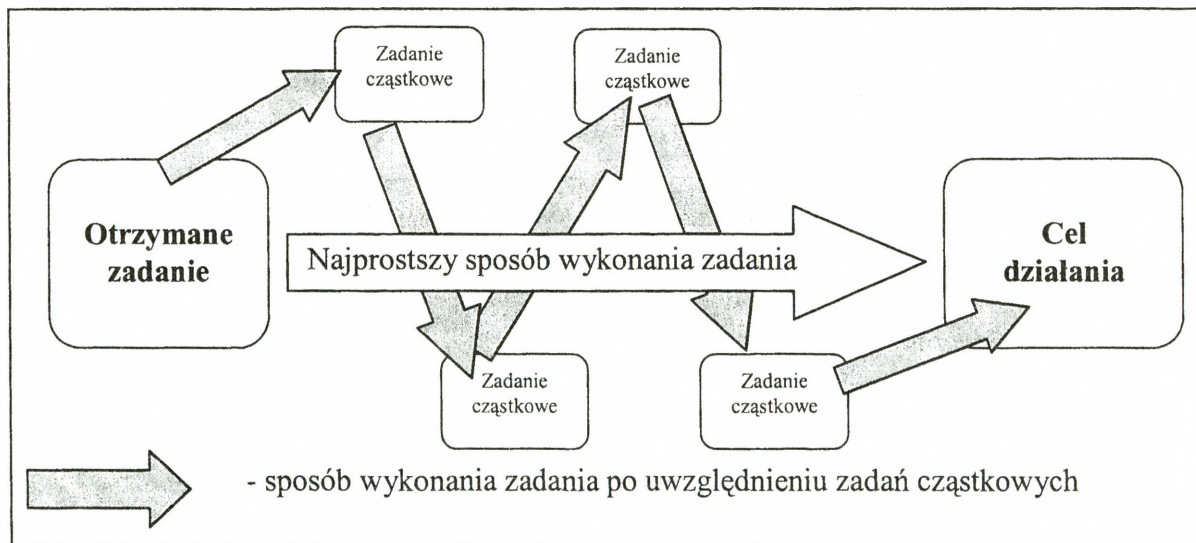 Zadanie
cząstkowe
Zadanie
cząstkowe
Otrzymane
zadanie
Najprostszy sposób wykonania zadania
Cel
działania
Zadanie
cząstkowe
Zadanie
cząstkowe
- sposób wykonania zadania po uwzględnieniu zadań cząstkowych